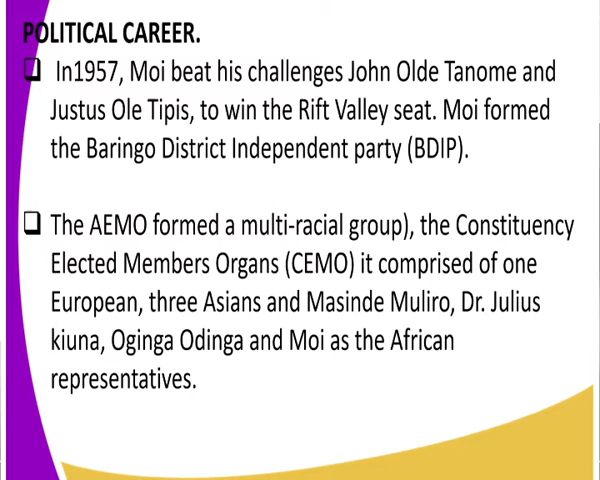 POLITICAL CAREER.
❑ In1957, Moi beat his challenges John Olde Tanome and
Justus Ole Tipis, to win the Rift Valley seat. Moi formed
the Baringo District Independent party (BDIP).
❑ The AEMO formed a multi-racial group), the Constituency
Elected Members Organs (CEMO) it comprised of one
European, three Asians and Masinde Muliro, Dr. Julius
kiuna, Oginga Odinga and Moi as the African
representatives.